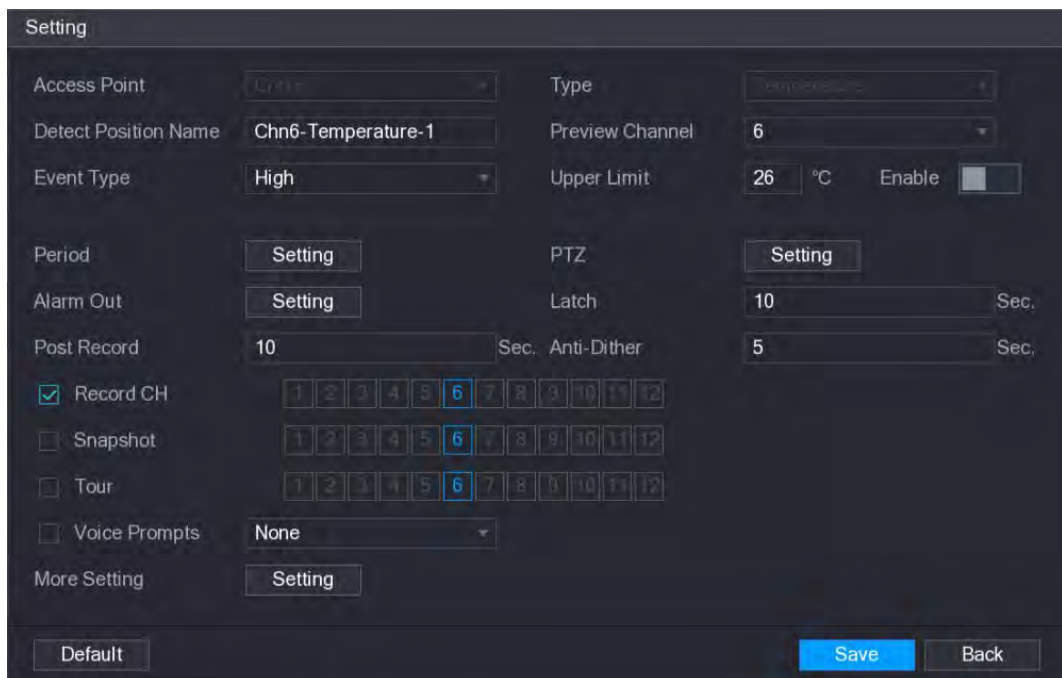 Setting
Access Point Type
Detect Position Name Chn6-Temperature-1 Preview Channel 6
Event Type High Upper Limit 26 °C Enable
Period Setting PTZ Setting
Alarm Out Setting Latch 10 Sec.
Post Record 10 Sec. Anti-Dither 5 Sec.
Record CH 1 2 3 4 5 6 7 8 9 10 11 12
Snapshot 1 2 3 4 5 6 7 8 9 10 11 12
Tour 1 2 3 4 5 6 7 8 9 10 11 12
Voice Prompts None
More Setting Setting
Default Save Back